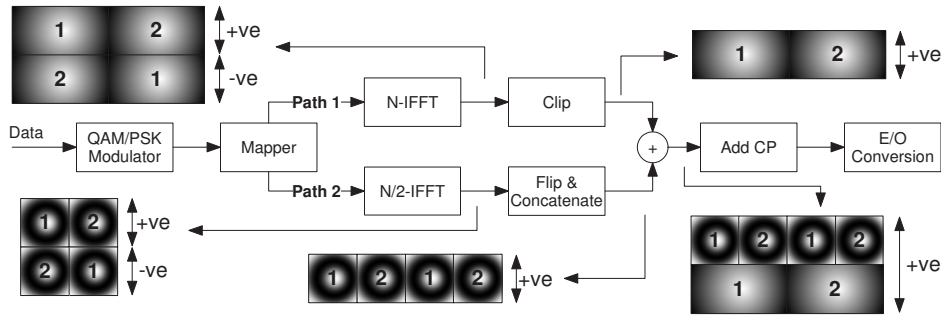 1 2 +ve
2 1 -ve
Data
QAM/PSK
Modulator
Mapper
Path 1
N-IFFT
Clip
1 2 +ve
+
Add CP
E/O
Conversion
Path 2
N/2-IFFT
Flip &
Concatenate
1 2 +ve
2 1 -ve
1 2 1 2 +ve
1 2 1 2
1 2
+ve